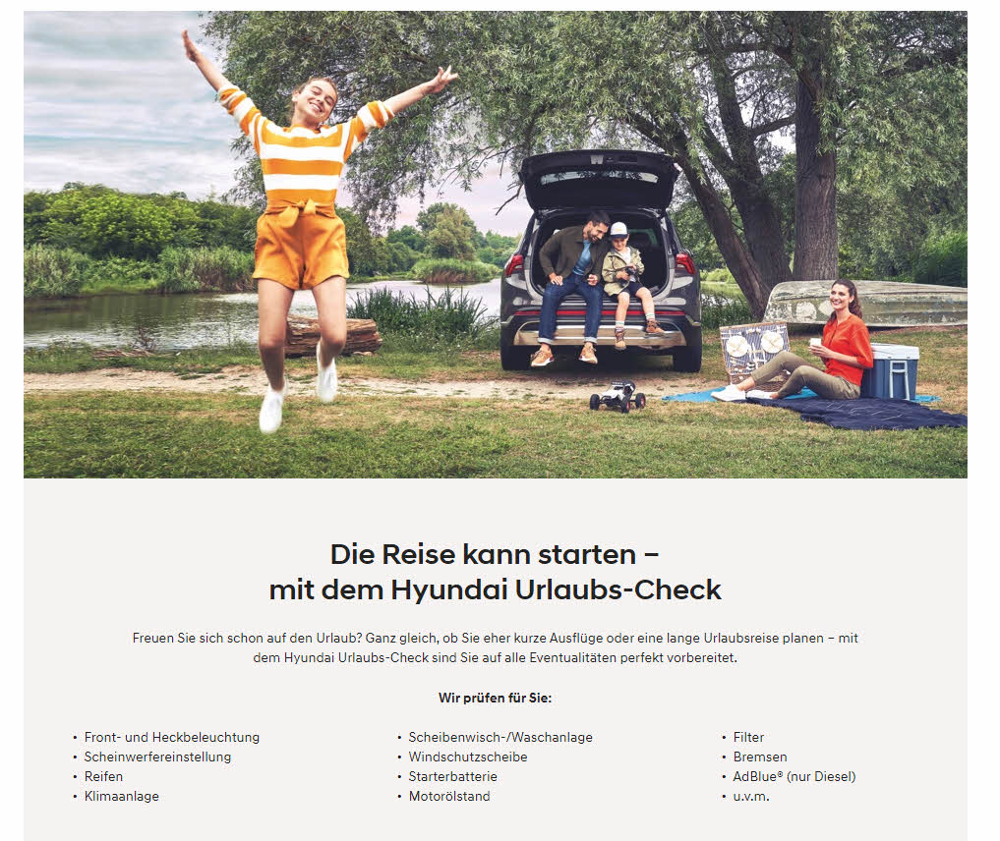 Die Reise kann starten –
mit dem Hyundai Urlaubs-Check
Freuen Sie sich schon auf den Urlaub? Ganz gleich, ob Sie eher kurze Ausflüge oder eine lange Urlaubsreise planen – mit
dem Hyundai Urlaubs-Check sind Sie auf alle Eventualitäten perfekt vorbereitet.
Wir prüfen für Sie:
• Front- und Heckbeleuchtung
• Scheinwerfereinstellung
• Reifen
• Klimaanlage
• Scheibenwisch-/Waschanlage
• Windschutzscheibe
• Starterbatterie
• Motorölstand
• Filter
• Bremsen
• AdBlue® (nur Diesel)
• u.v.m.